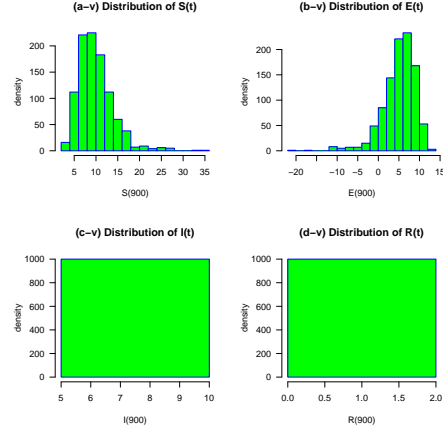 (a−v) Distribution of S(t)
density
0
50
100
150
200
5 10 15 20 25 30 35
S(900)
(b−v) Distribution of E(t)
density
0
50
100
150
200
−20 −10 −5 0 5 10 15
E(900)
(c−v) Distribution of I(t)
density
0
200
400
600
800
1000
5 6 7 8 9 10
I(900)
(d−v) Distribution of R(t)
density
0
200
400
600
800
1000
0.0 0.5 1.0 1.5 2.0
R(900)